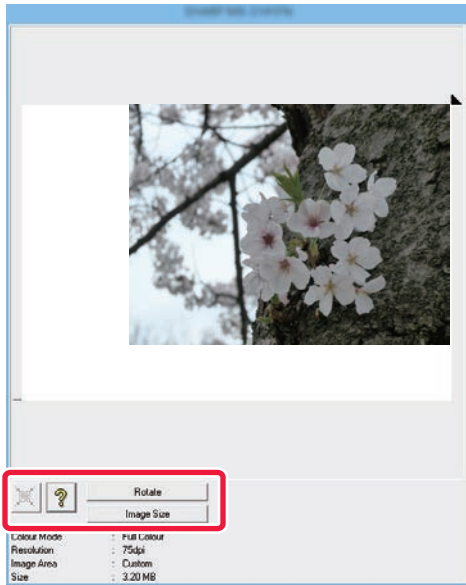 ?
Rotate
Image Size
Colour Mode : Full Colour
Resolution : 75dpi
Image Area : Custom
Size : 3.20 MB